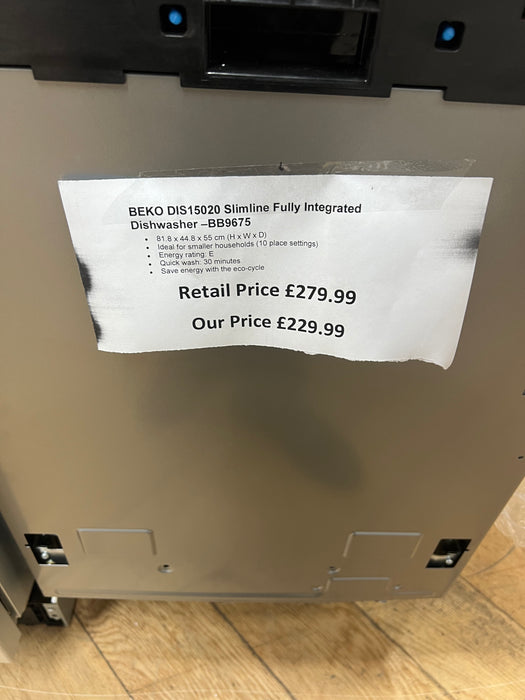 BEKO DIS15020 Slimline Fully Integrated
Dishwasher –BB9675
• 81.8 x 44.8 x 55 cm (H x W x D)
• Ideal for smaller households (10 place settings)
• Energy rating: E
• Quick wash: 30 minutes
• Save energy with the eco-cycle
Retail Price £279.99
Our Price £229.99